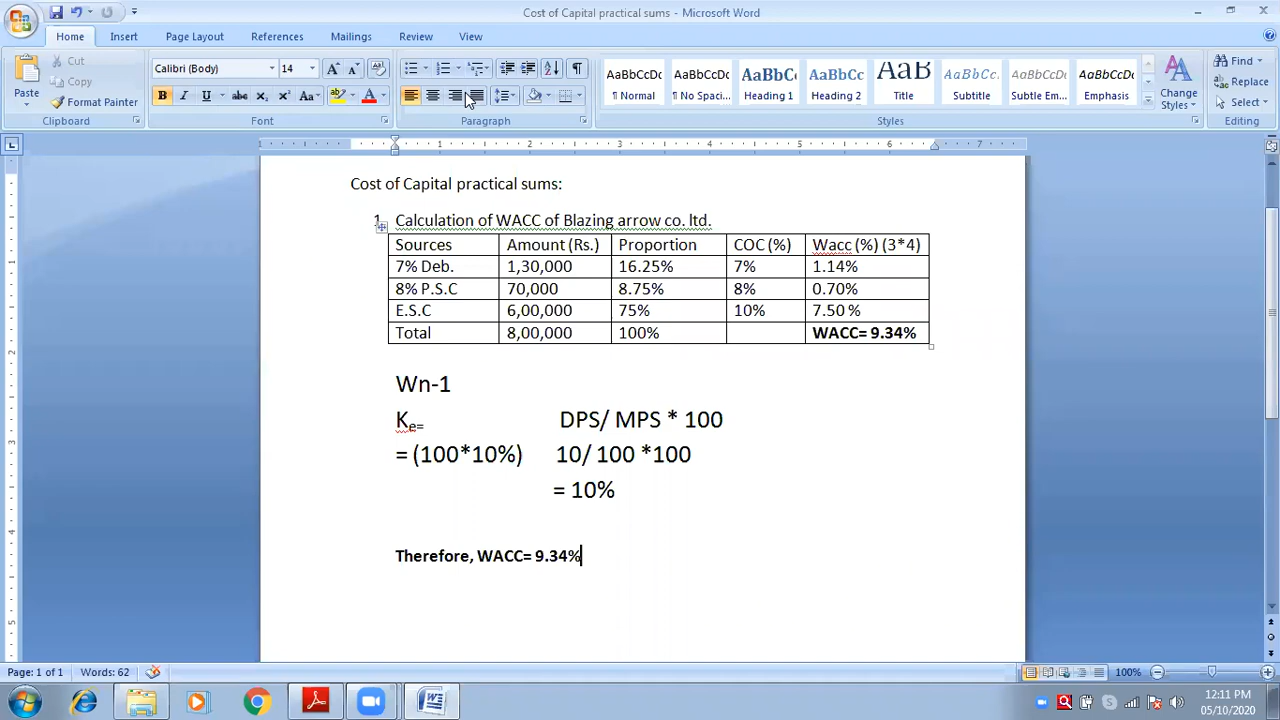 Cost of Capital practical sums - Microsoft Word
Home Insert Page Layout References Mailings Review View
Paste
Cut
Copy
Format Painter
Clipboard
Calibri (Body) 14
B I U abc x₂ x² Aa
Font
Paragraph
AaBbCcDc ¶ Normal
AaBbCcDc ¶ No Spaci...
AaBbC₍ Heading 1
AaBbCc Heading 2
AaB Title
AaBbCc. Subtitle
AaBbCcDc Subtle Em...
AaBbCcDc Emphasis
Change Styles
Styles
Find
Replace
Select
Editing
Cost of Capital practical sums:
1. Calculation of WACC of Blazing arrow co. ltd.
Sources Amount (Rs.) Proportion COC (%) Wacc (%) (3*4)
7% Deb. 1,30,000 16.25% 7% 1.14%
8% P.S.C 70,000 8.75% 8% 0.70%
E.S.C 6,00,000 75% 10% 7.50 %
Total 8,00,000 100% WACC= 9.34%
Wn-1
Ke= DPS/ MPS * 100
= (100*10%) 10/ 100 *100
= 10%
Therefore, WACC= 9.34%
Page: 1 of 1 Words: 62 100%
12:11 PM
05/10/2020